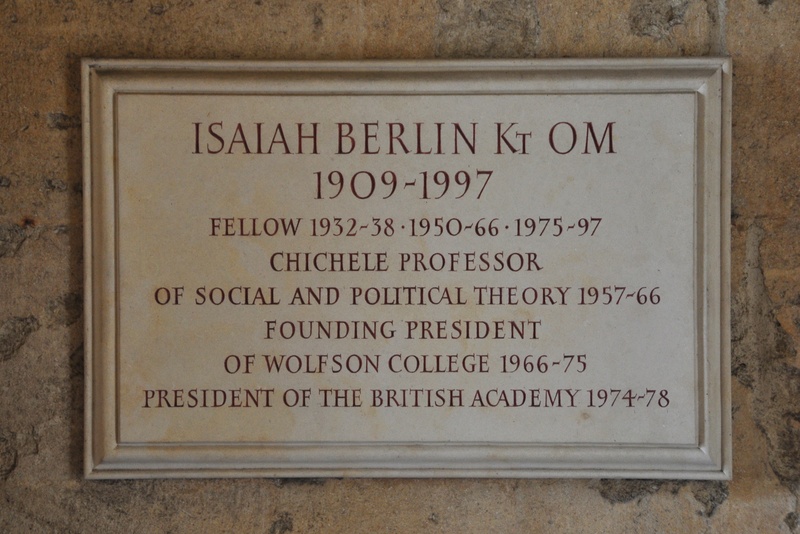 ISAIAH BERLIN KT OM
1909-1997
FELLOW 1932-38 · 1950-66 · 1975-97
CHICHELE PROFESSOR
OF SOCIAL AND POLITICAL THEORY 1957-66
FOUNDING PRESIDENT
OF WOLFSON COLLEGE 1966-75
PRESIDENT OF THE BRITISH ACADEMY 1974-78